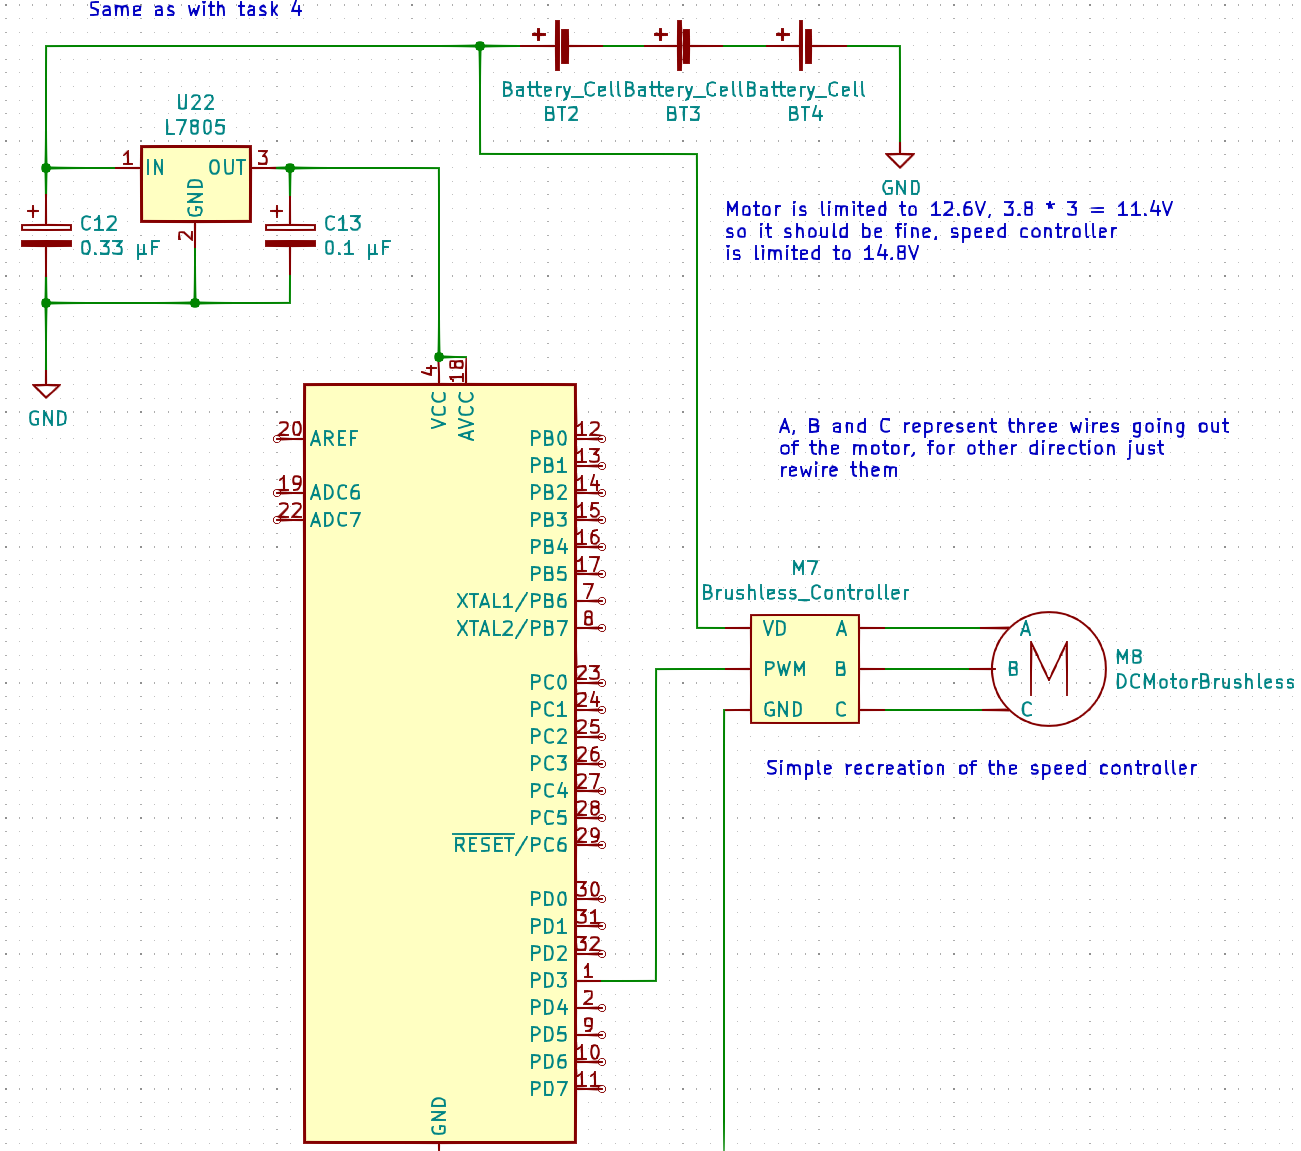 Same as with task 4
+
+
+
Battery_Cell
Battery_Cell
Battery_Cell
BT2
BT3
BT4
U22
L7805
1
IN
OUT
3
GND
2
+
C12
0.33 µF
+
C13
0.1 µF
GND
GND
Motor is limited to 12.6V, 3.8 * 3 = 11.4V
so it should be fine, speed controller
is limited to 14.8V
4
18
VCC
AVCC
20
AREF
19
ADC6
22
ADC7
PB0
12
PB1
13
PB2
14
PB3
15
PB4
16
PB5
17
XTAL1/PB6
7
XTAL2/PB7
8
PC0
23
PC1
24
PC2
25
PC3
26
PC4
27
PC5
28
RESET/PC6
29
PD0
30
PD1
31
PD2
32
PD3
1
PD4
2
PD5
9
PD6
10
PD7
11
GND
A, B and C represent three wires going out
of the motor, for other direction just
rewire them
M7
Brushless_Controller
VD
A
PWM
B
GND
C
A
B
C
M
M8
DCMotorBrushless
Simple recreation of the speed controller